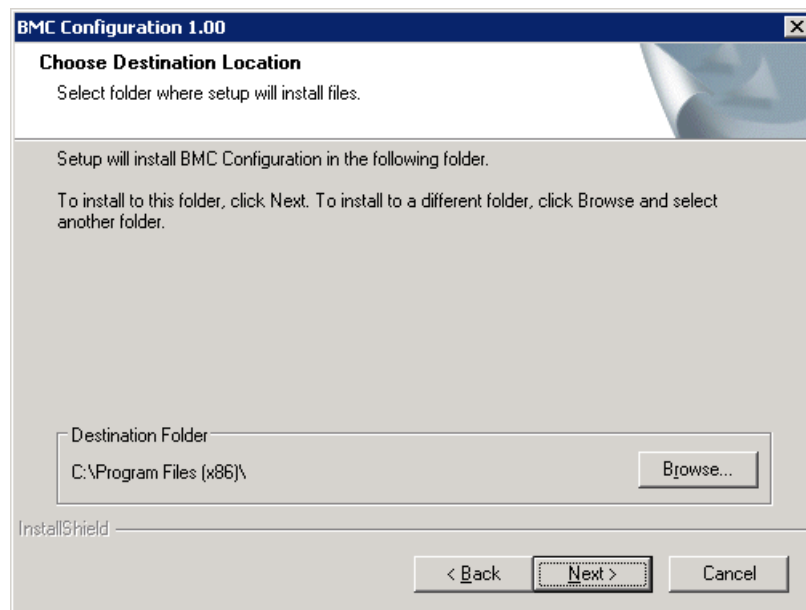 BMC Configuration 1.00
Choose Destination Location
Select folder where setup will install files.
Setup will install BMC Configuration in the following folder.
To install to this folder, click Next. To install to a different folder, click Browse and select
another folder.
Destination Folder
C:\Program Files (x86)\
Browse...
InstallShield
< Back
Next >
Cancel